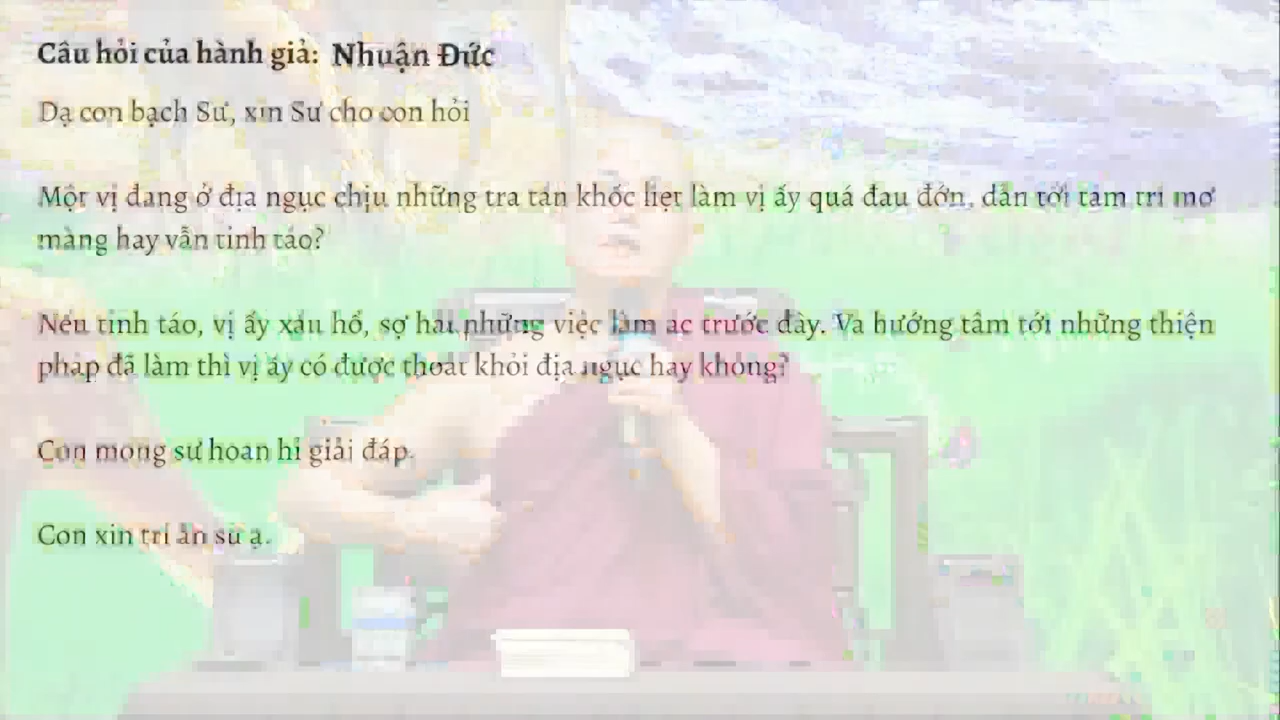 Câu hỏi của hành giả: Nhuận Đức
Dạ con bạch Sư, xin Sư cho con hỏi
Một vị đang ở địa ngục chịu những tra tấn khốc liệt làm vị ấy quá đau đớn, dẫn tới tâm trí mơ
màng hay vẫn tỉnh táo?
Nếu tỉnh táo, vị ấy xấu hổ, sợ hãi những việc làm ác trước đây. Và hướng tâm tới những thiện
pháp đã làm thì vị ấy có được thoát khỏi địa ngục hay không?
Con mong sư hoan hỉ giải đáp.
Con xin tri ân sư ạ.